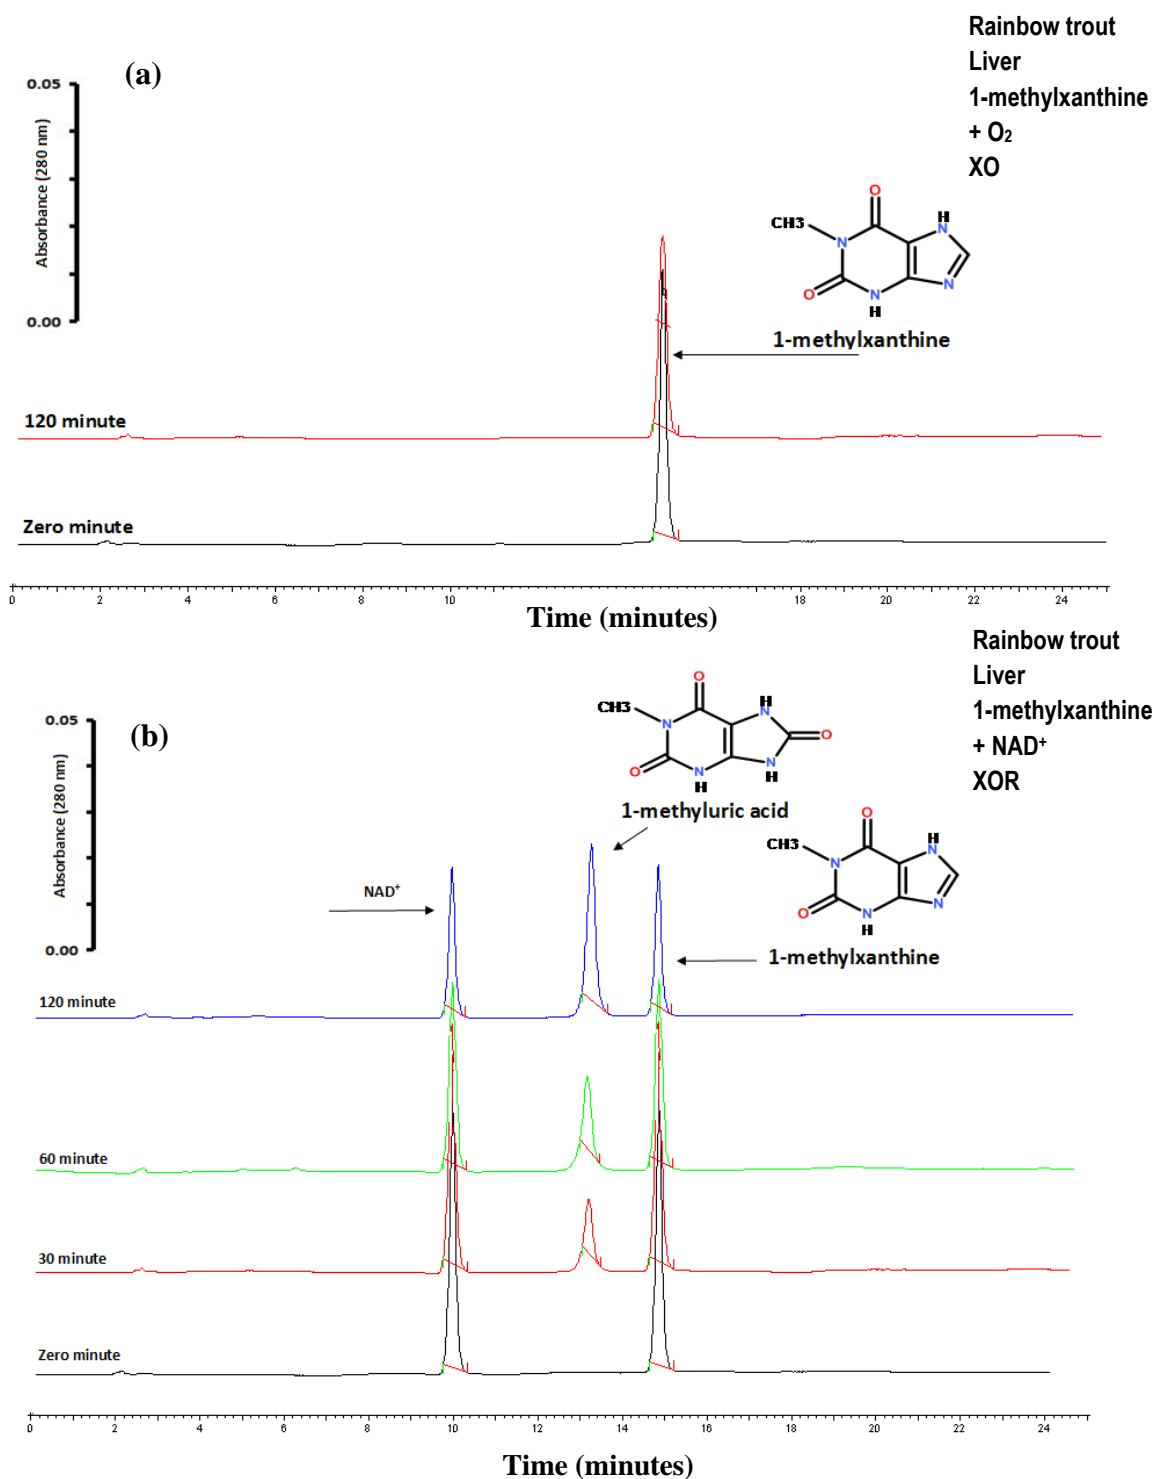 Rainbow trout
Liver
1-methylxanthine
+ O₂
XO
(a)
0.05
Absorbance (280 nm)
0.00
O
H
CH3
N
N
O
N
N
H
1-methylxanthine
120 minute
Zero minute
0 2 4 6 8 10 18 20 22 24
Time (minutes)
Rainbow trout
Liver
1-methylxanthine
+ NAD⁺
XOR
(b)
0.05
Absorbance (280 nm)
0.00
O
H
CH3
N
N
O
O
N
N
H
H
1-methyluric acid
O
H
CH3
N
N
O
N
N
H
1-methylxanthine
NAD⁺
120 minute
60 minute
30 minute
Zero minute
0 2 4 6 8 10 12 14 16 18 20 22 24
Time (minutes)